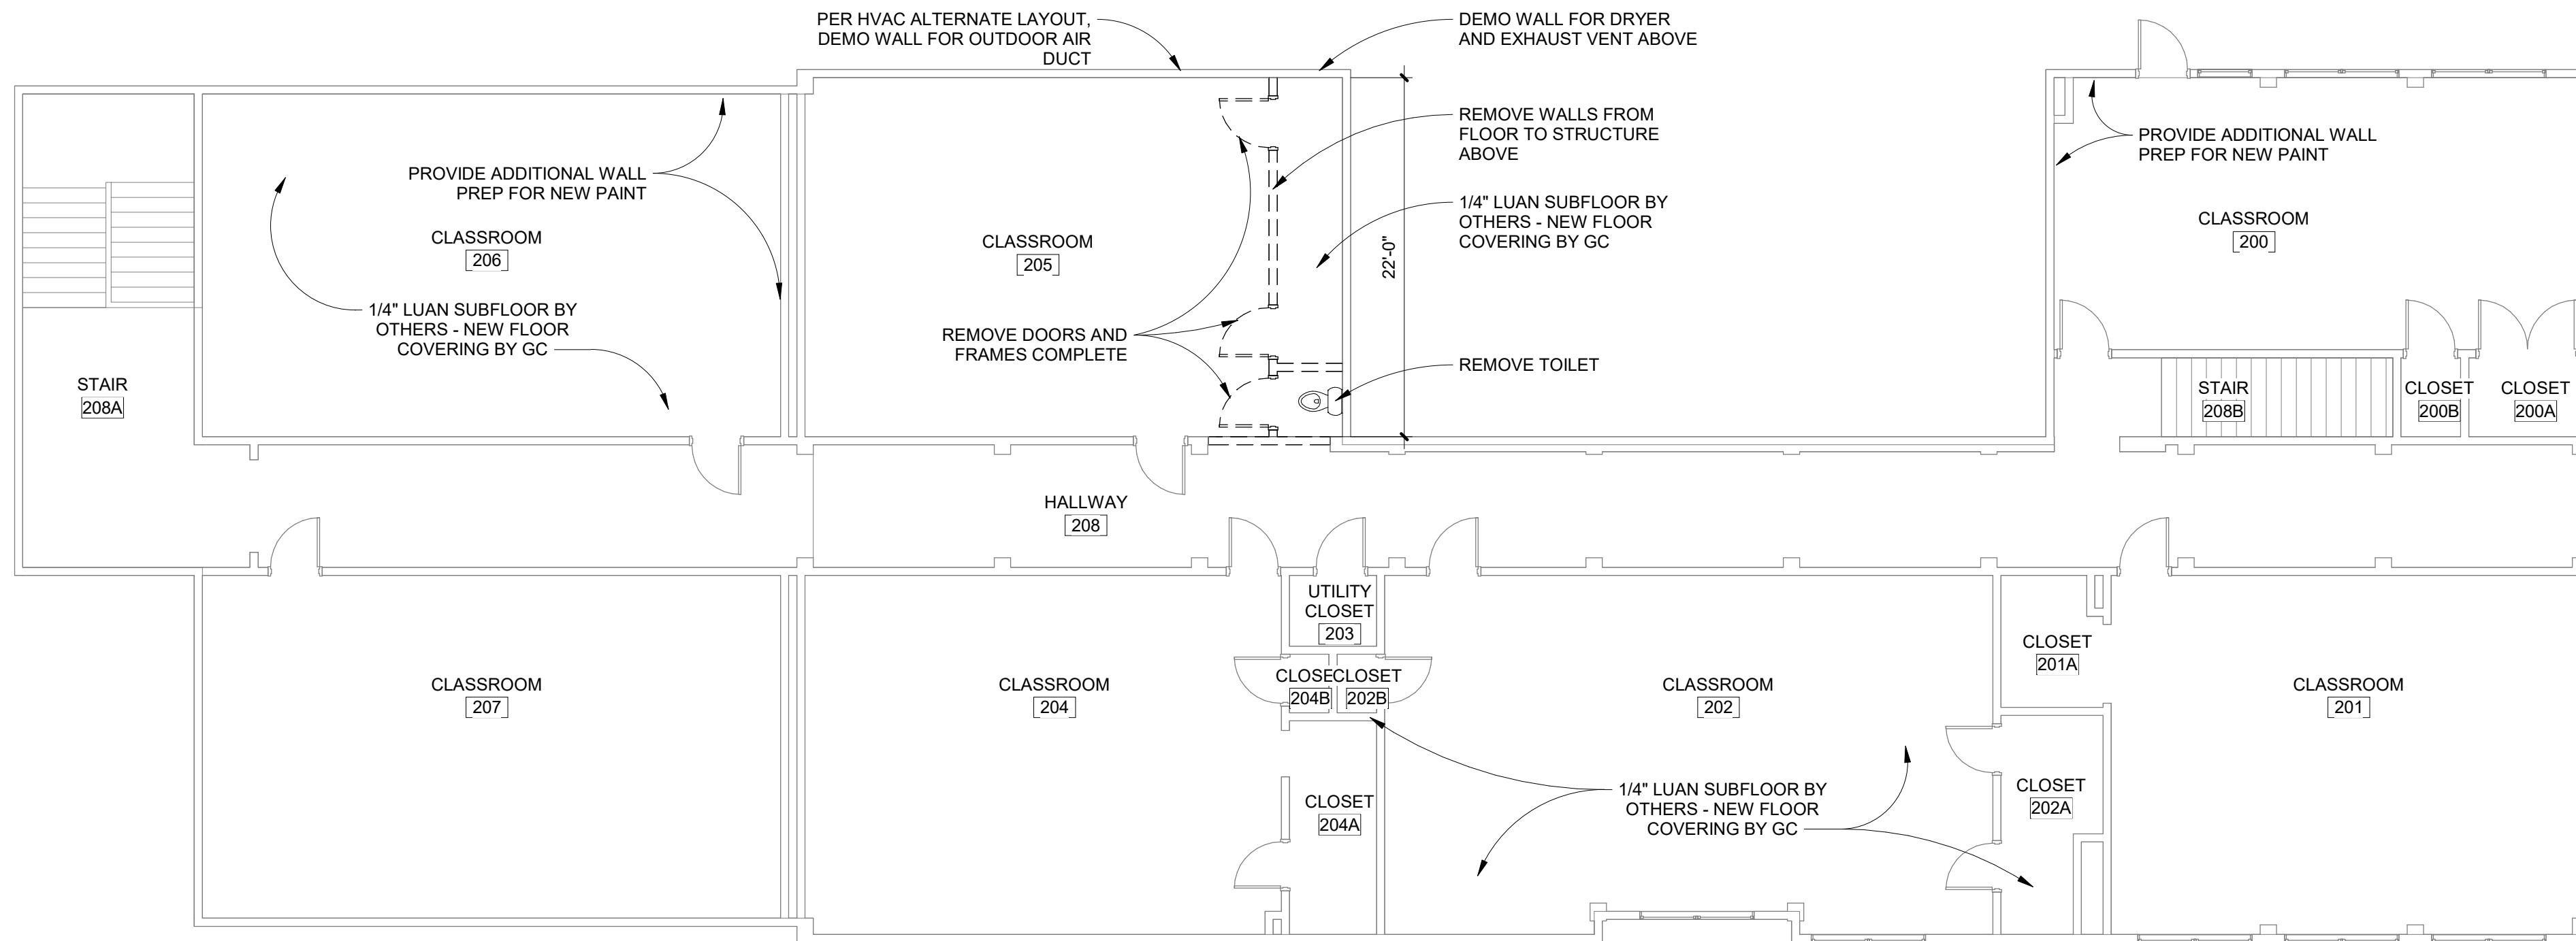 PER HVAC ALTERNATE LAYOUT,
DEMO WALL FOR OUTDOOR AIR
DUCT
DEMO WALL FOR DRYER
AND EXHAUST VENT ABOVE
REMOVE WALLS FROM
FLOOR TO STRUCTURE
ABOVE
PROVIDE ADDITIONAL WALL
PREP FOR NEW PAINT
PROVIDE ADDITIONAL WALL
PREP FOR NEW PAINT
1/4" LUAN SUBFLOOR BY
OTHERS - NEW FLOOR
COVERING BY GC
CLASSROOM
206
CLASSROOM
205
22'-0"
CLASSROOM
200
1/4" LUAN SUBFLOOR BY
OTHERS - NEW FLOOR
COVERING BY GC
REMOVE DOORS AND
FRAMES COMPLETE
REMOVE TOILET
STAIR
208A
STAIR
208B
CLOSET
200B
CLOSET
200A
HALLWAY
208
UTILITY
CLOSET
203
CLOSET
201A
CLASSROOM
207
CLASSROOM
204
CLOSE
204B
CLOSET
202B
CLASSROOM
202
CLASSROOM
201
CLOSET
204A
1/4" LUAN SUBFLOOR BY
OTHERS - NEW FLOOR
COVERING BY GC
CLOSET
202A